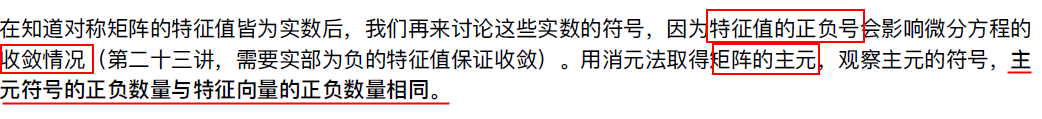 在知道对称矩阵的特征值皆为实数后，我们再来讨论这些实数的符号，因为特征值的正负号会影响微分方程的
收敛情况（第二十三讲，需要实部为负的特征值保证收敛）。用消元法取得矩阵的主元，观察主元的符号，主
元符号的正负数量与特征向量的正负数量相同。